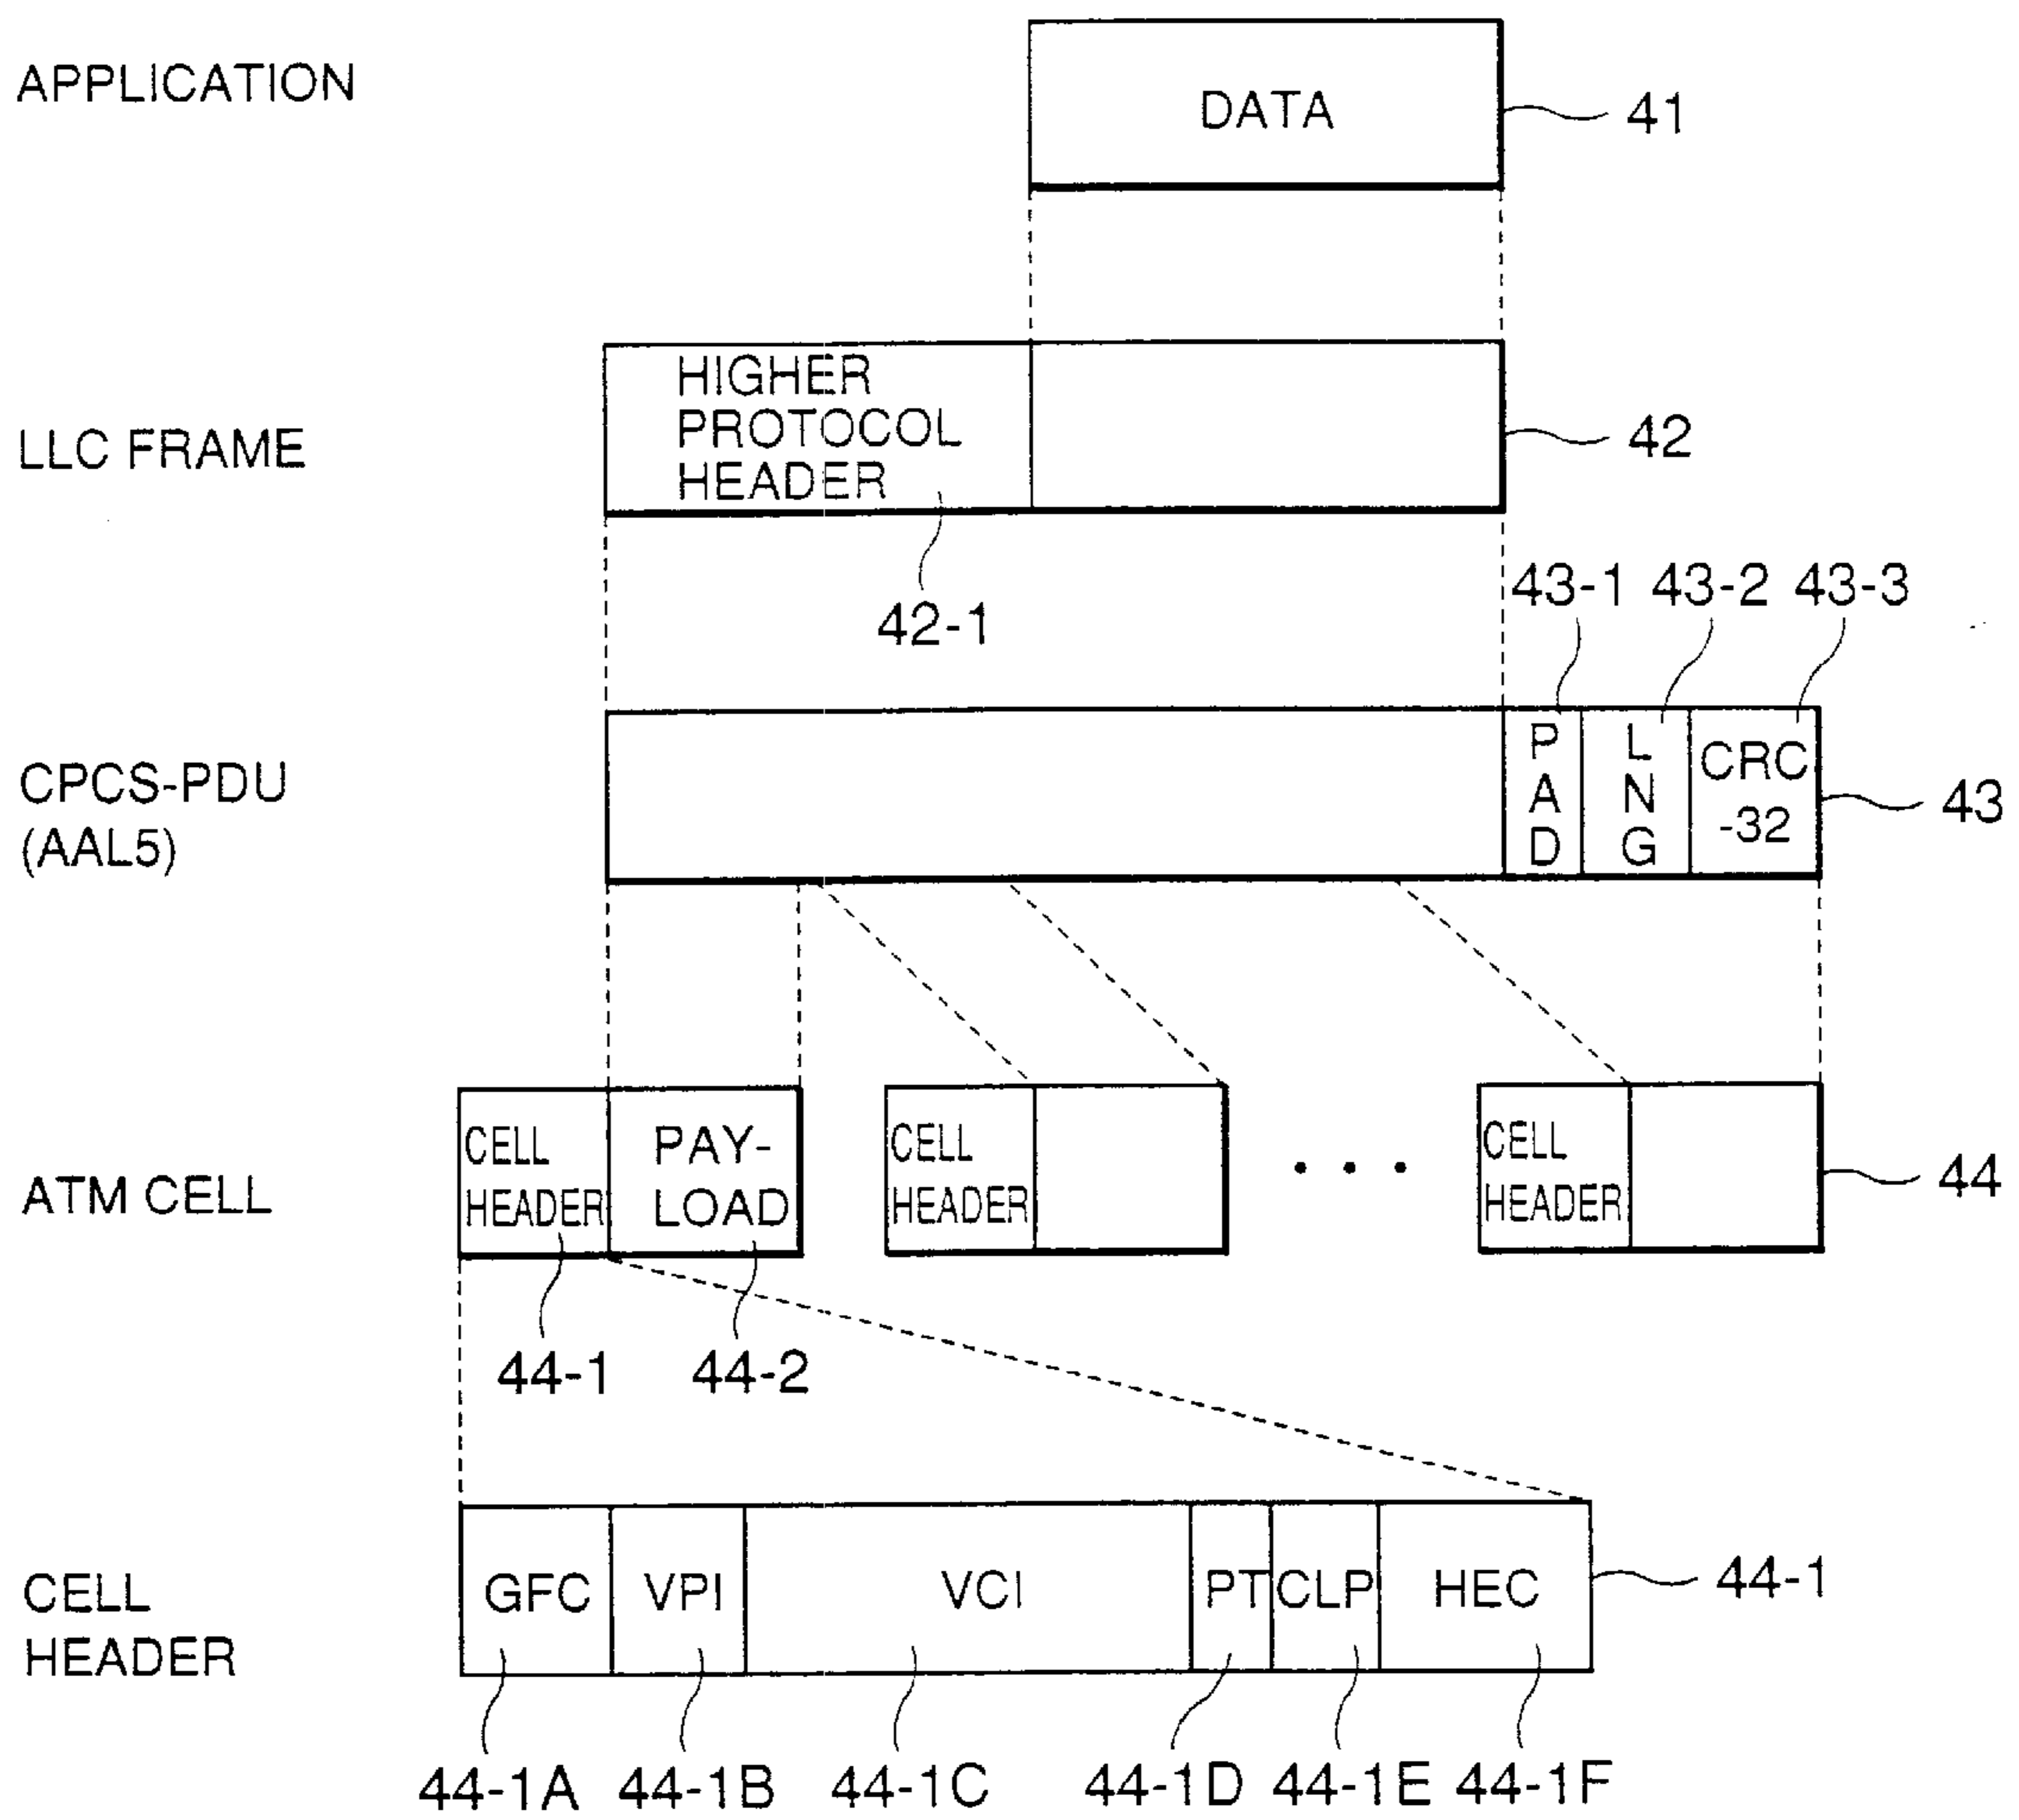 APPLICATION
DATA
41
LLC FRAME
HIGHER
PROTOCOL
HEADER
42
42-1
43-1 43-2 43-3
CPCS-PDU
(AAL5)
PAD
LNG
CRC
-32
43
ATM CELL
CELL
HEADER
PAY-
LOAD
CELL
HEADER
CELL
HEADER
44
44-1
44-2
CELL
HEADER
GFC
VPI
VCI
PT
CLP
HEC
44-1
44-1A 44-1B 44-1C 44-1D 44-1E 44-1F